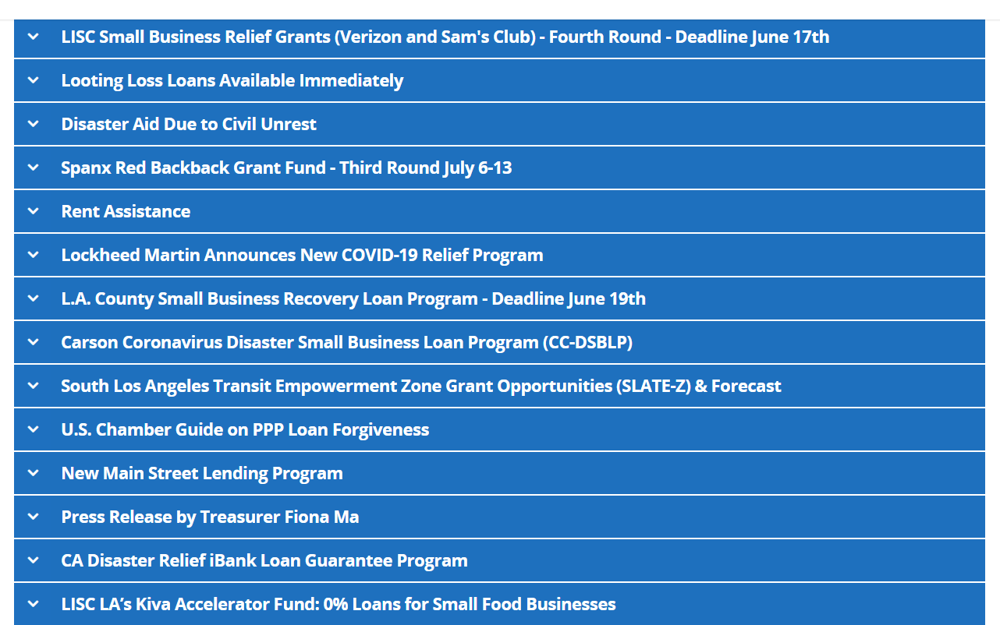 LISC Small Business Relief Grants (Verizon and Sam's Club) - Fourth Round - Deadline June 17th
Looting Loss Loans Available Immediately
Disaster Aid Due to Civil Unrest
Spanx Red Backback Grant Fund - Third Round July 6-13
Rent Assistance
Lockheed Martin Announces New COVID-19 Relief Program
L.A. County Small Business Recovery Loan Program - Deadline June 19th
Carson Coronavirus Disaster Small Business Loan Program (CC-DSBLP)
South Los Angeles Transit Empowerment Zone Grant Opportunities (SLATE-Z) & Forecast
U.S. Chamber Guide on PPP Loan Forgiveness
New Main Street Lending Program
Press Release by Treasurer Fiona Ma
CA Disaster Relief iBank Loan Guarantee Program
LISC LA’s Kiva Accelerator Fund: 0% Loans for Small Food Businesses